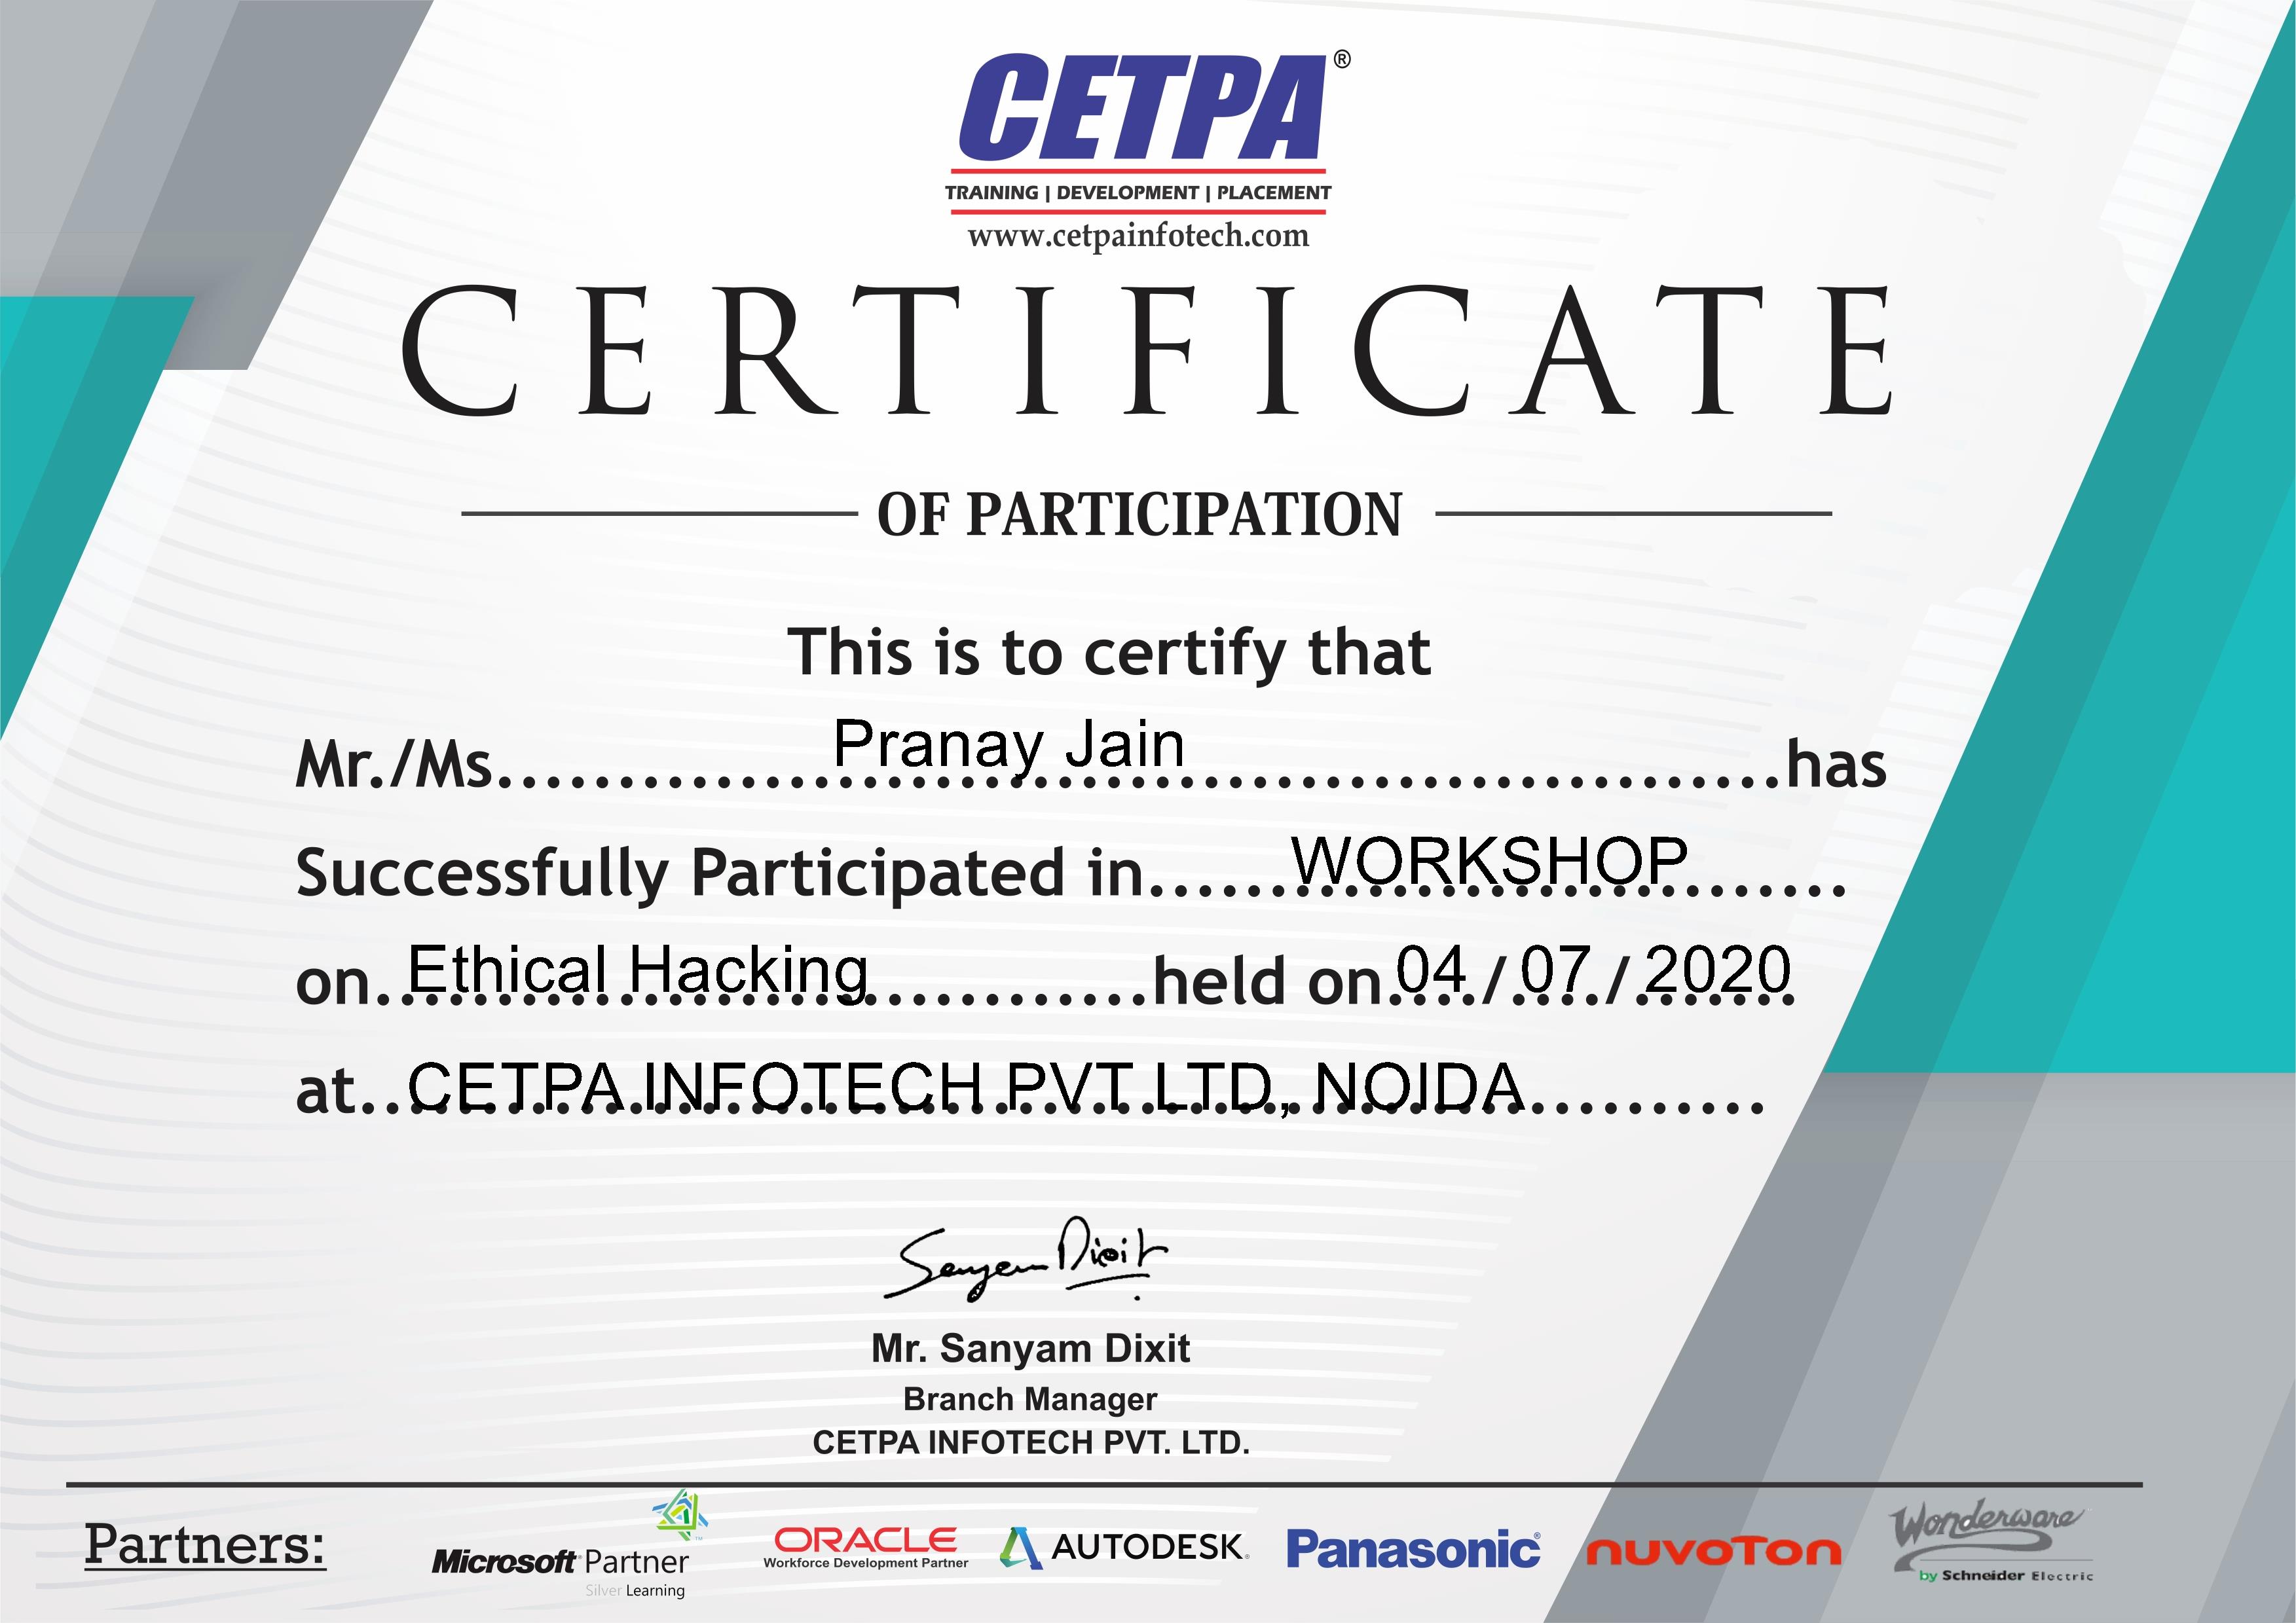 CETPA®
TRAINING | DEVELOPMENT | PLACEMENT
www.cetpainfotech.com
CERTIFICATE
OF PARTICIPATION
This is to certify that
Mr./Ms. Pranay Jain has
Successfully Participated in WORKSHOP
on Ethical Hacking held on 04/07/2020
at CETPA INFOTECH PVT LTD, NOIDA
Sanyam Dixit
Mr. Sanyam Dixit
Branch Manager
CETPA INFOTECH PVT. LTD.
Partners:
Microsoft Partner
Silver Learning
ORACLE
Workforce Development Partner
AUTODESK
Panasonic
nuvoTon
Wonderware
by Schneider Electric